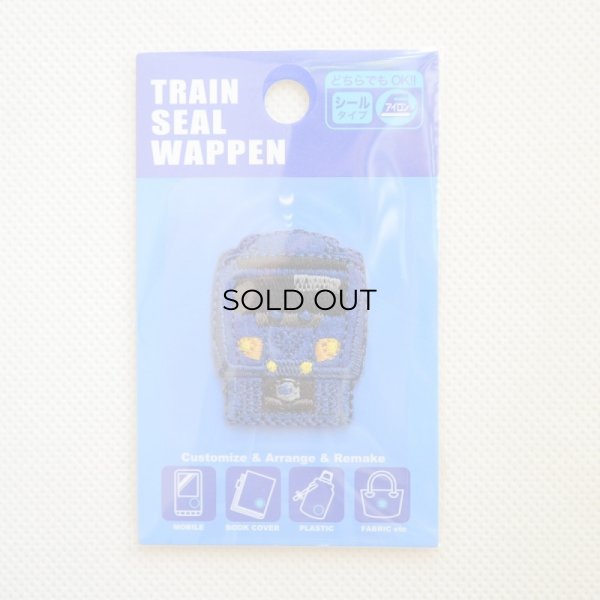 TRAIN
SEAL
WAPPEN
どちらでもOK!!
シール
タイプ
アイロン
SOLD OUT
Customize & Arrange & Remake
MOBILE
BOOK COVER
PLASTIC
FABRIC etc